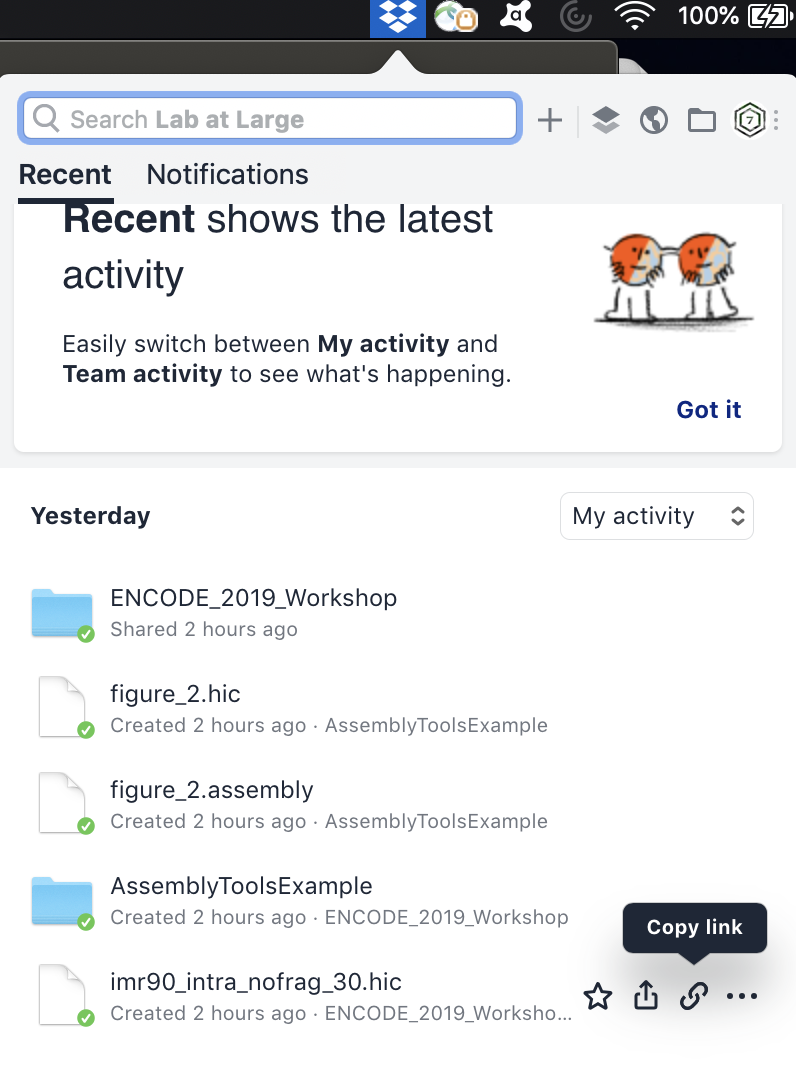 100%
Search Lab at Large
7
Recent Notifications
Recent shows the latest
activity
Easily switch between My activity and
Team activity to see what's happening.
Got it
Yesterday
My activity
ENCODE_2019_Workshop
Shared 2 hours ago
figure_2.hic
Created 2 hours ago · AssemblyToolsExample
figure_2.assembly
Created 2 hours ago · AssemblyToolsExample
AssemblyToolsExample
Created 2 hours ago · ENCODE_2019_Workshop
Copy link
imr90_intra_nofrag_30.hic
Created 2 hours ago · ENCODE_2019_Worksho...